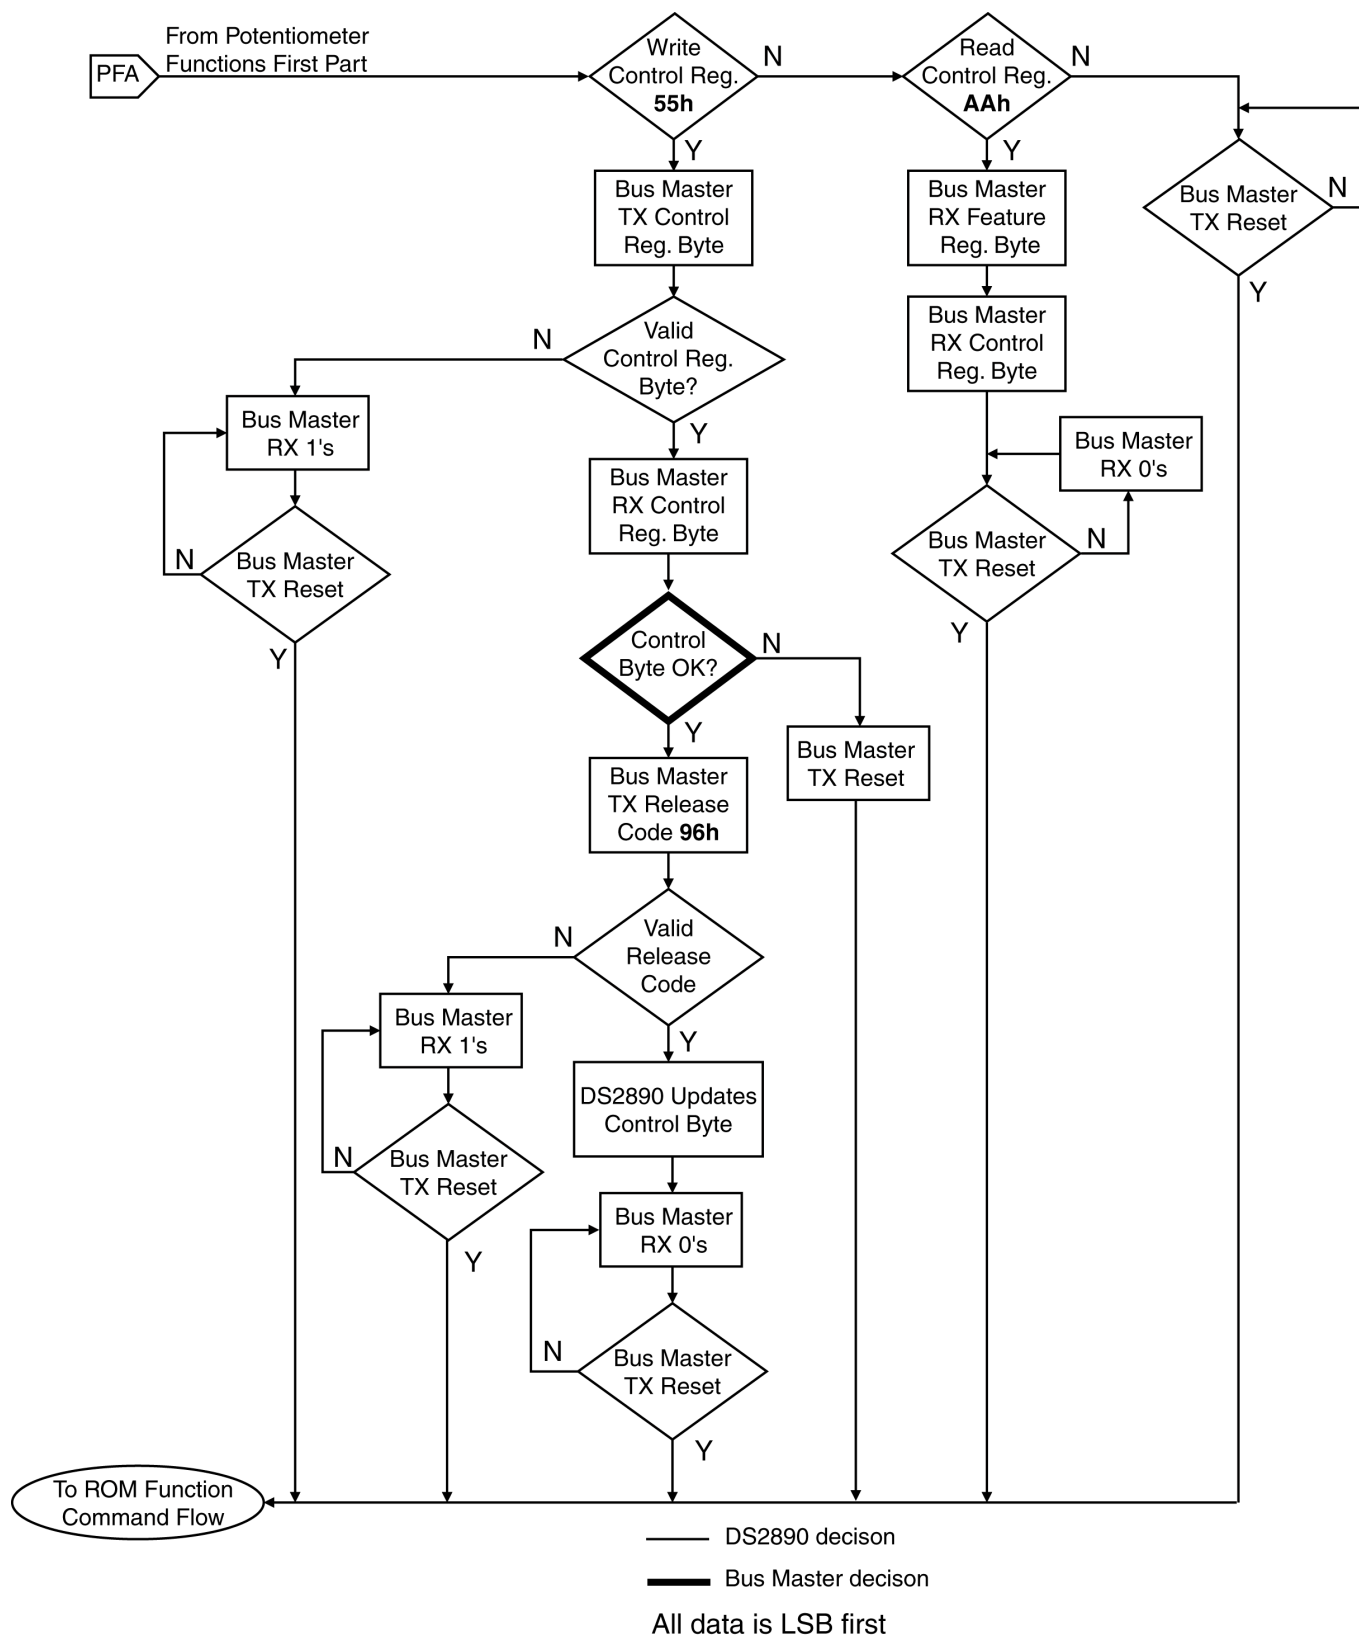 From Potentiometer
Functions First Part
PFA
Write
Control Reg.
55h
N
Y
Read
Control Reg.
AAh
N
Y
Bus Master
TX Control
Reg. Byte
Bus Master
RX Feature
Reg. Byte
Bus Master
TX Reset
N
Y
Valid
Control Reg.
Byte?
N
Y
Bus Master
RX Control
Reg. Byte
Bus Master
RX 1's
Bus Master
RX 0's
Bus Master
RX Control
Reg. Byte
Bus Master
TX Reset
N
Y
Bus Master
TX Reset
N
Y
Control
Byte OK?
N
Y
Bus Master
TX Reset
Bus Master
TX Release
Code 96h
Valid
Release
Code
N
Y
Bus Master
RX 1's
DS2890 Updates
Control Byte
Bus Master
TX Reset
N
Y
Bus Master
RX 0's
Bus Master
TX Reset
N
Y
To ROM Function
Command Flow
DS2890 decison
Bus Master decison
All data is LSB first